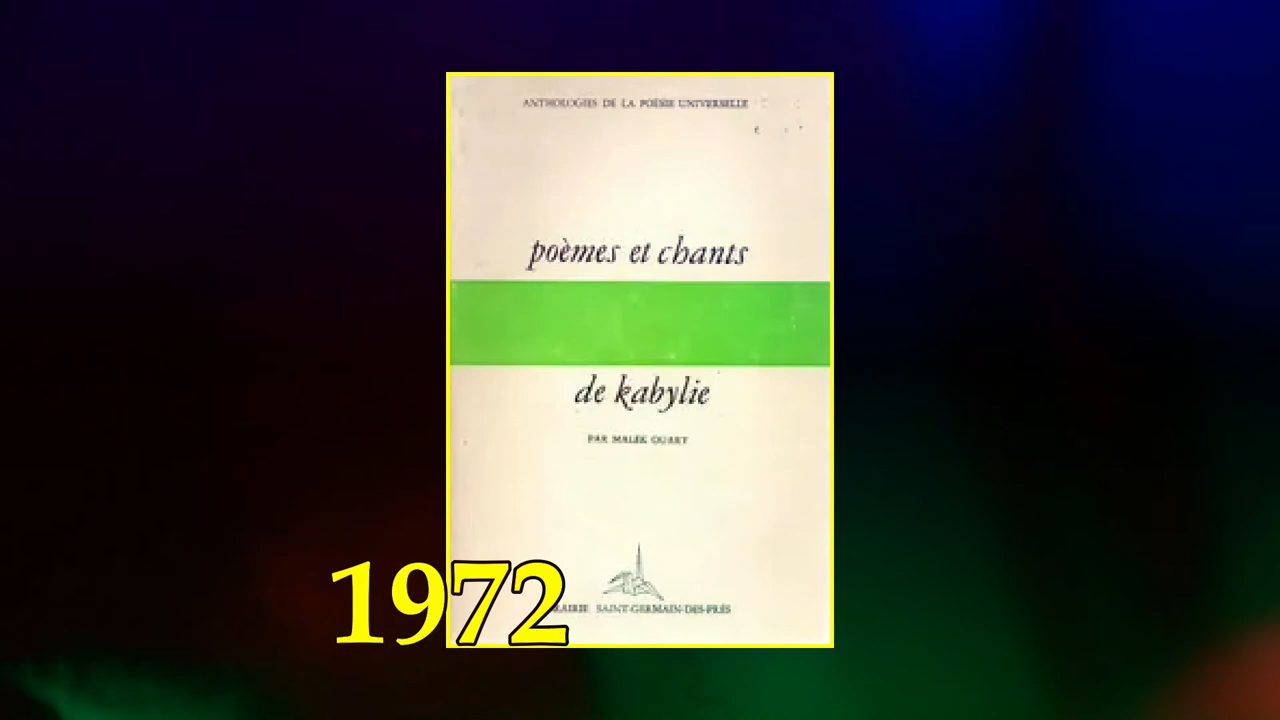 ANTHOLOGIES DE LA POÉSIE UNIVERSELLE
poèmes et chants
de kabylie
PAR MALEK OUARY
1972
SAINT-GERMAIN-DES-PRÉS